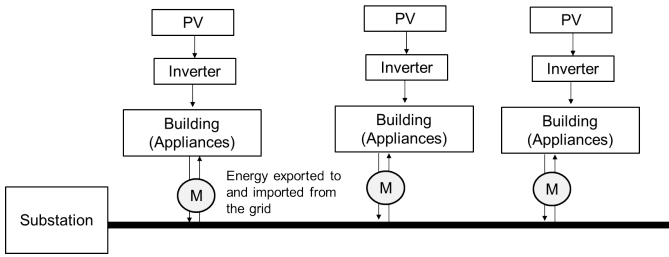 PV
PV
PV
Inverter
Inverter
Inverter
Building
(Appliances)
Building
(Appliances)
Building
(Appliances)
M
Energy exported to
and imported from
the grid
M
M
Substation